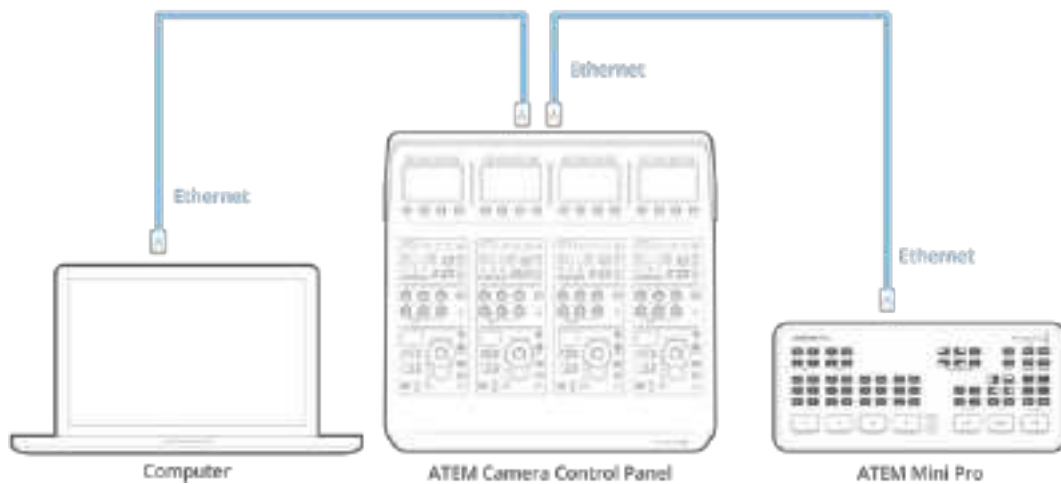 Ethernet
Ethernet
Ethernet
Computer
ATEM Camera Control Panel
ATEM Mini Pro